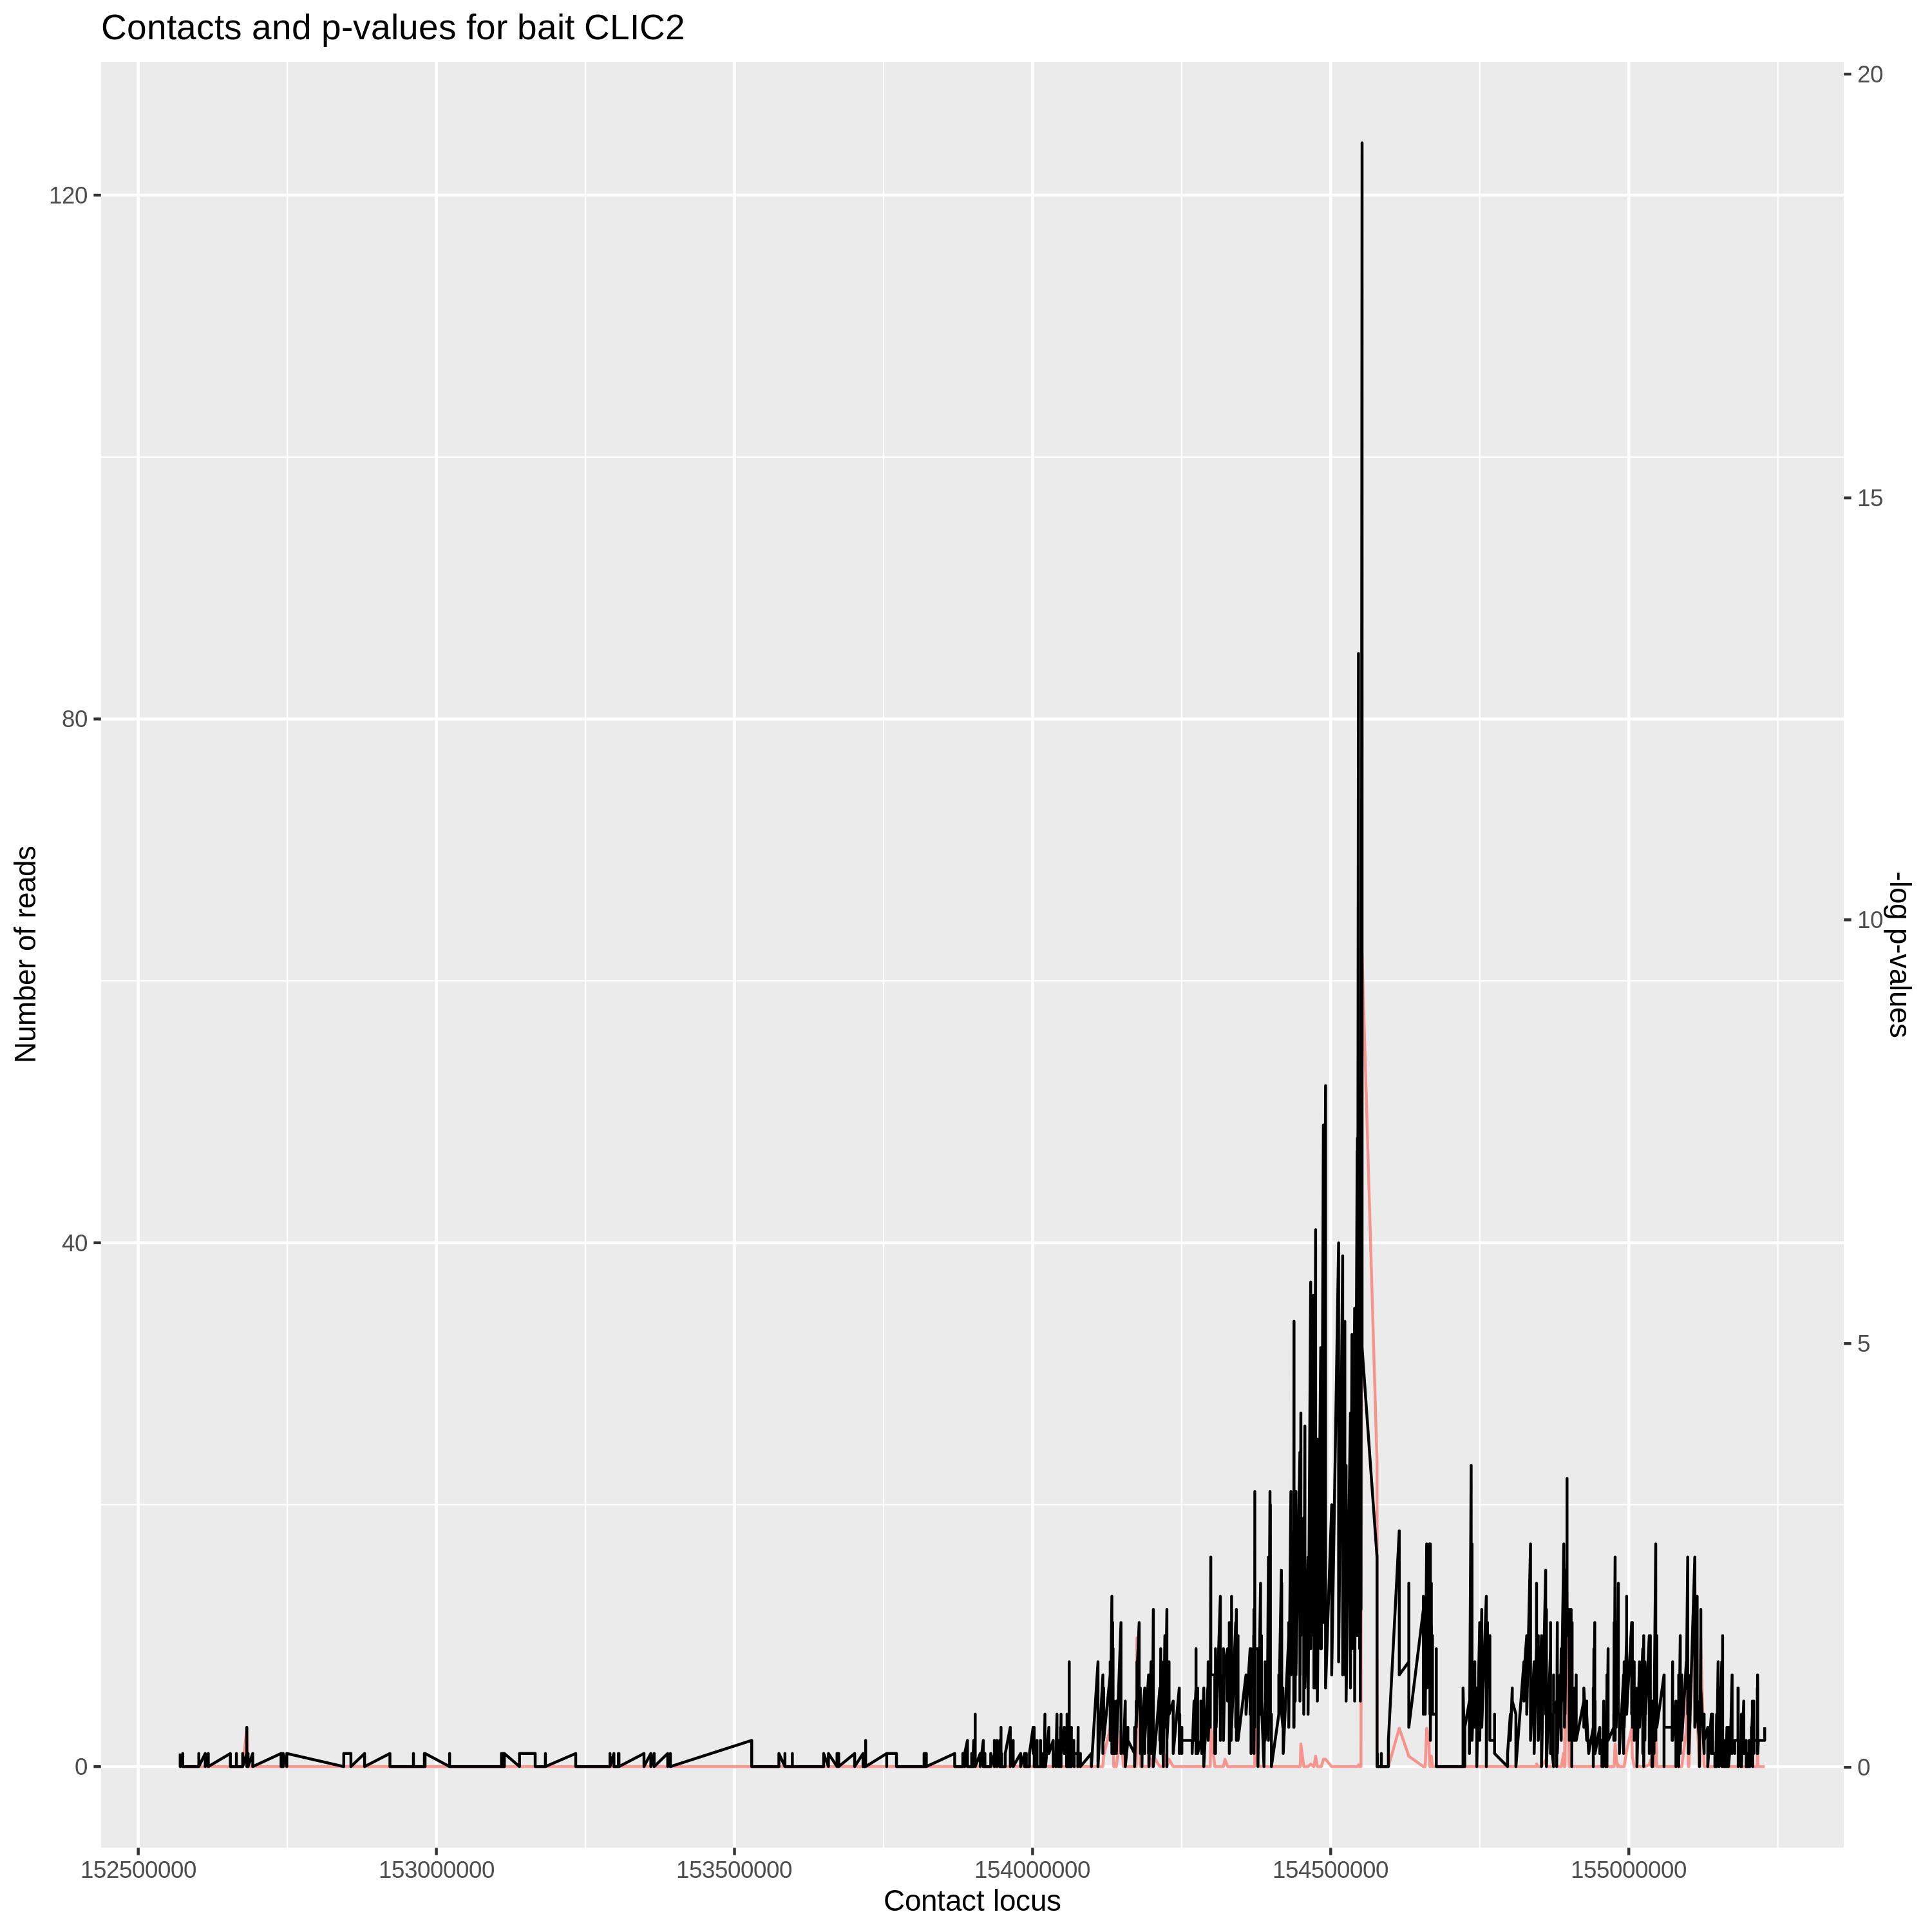 Contacts and p-values for bait CLIC2
120
80
40
0
Number of reads
20
15
10
5
0
-log p-values
152500000 153000000 153500000 154000000 154500000 155000000
Contact locus